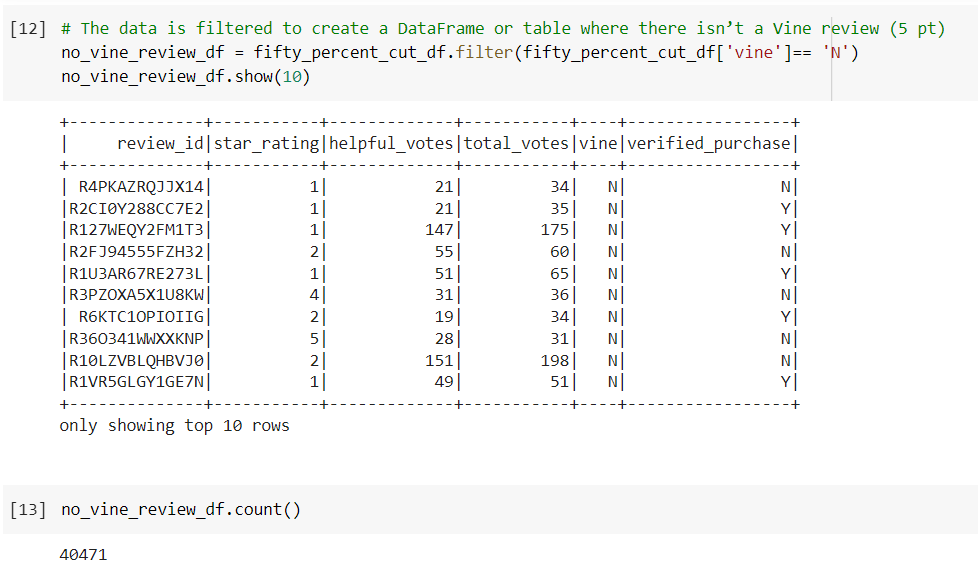 [12] # The data is filtered to create a DataFrame or table where there isn’t a Vine review (5 pt)
no_vine_review_df = fifty_percent_cut_df.filter(fifty_percent_cut_df['vine']== 'N')
no_vine_review_df.show(10)
+--------------+-----------+-------------+-----------+----+-----------------+
|     review_id|star_rating|helpful_votes|total_votes|vine|verified_purchase|
+--------------+-----------+-------------+-----------+----+-----------------+
| R4PKAZRQJJX14|          1|           21|         34|   N|                N|
|R2CI0Y288CC7E2|          1|           21|         35|   N|                Y|
|R127WEQY2FM1T3|          1|          147|        175|   N|                Y|
|R2FJ94555FZH32|          2|           55|         60|   N|                N|
|R1U3AR67RE273L|          1|           51|         65|   N|                Y|
|R3PZOXA5X1U8KW|          4|           31|         36|   N|                N|
| R6KTC1OPIOIIG|          2|           19|         34|   N|                Y|
|R36O341WWXXKNP|          5|           28|         31|   N|                N|
|R10LZVBLQHBVJ0|          2|          151|        198|   N|                N|
|R1VR5GLGY1GE7N|          1|           49|         51|   N|                Y|
+--------------+-----------+-------------+-----------+----+-----------------+
only showing top 10 rows
[13] no_vine_review_df.count()
40471